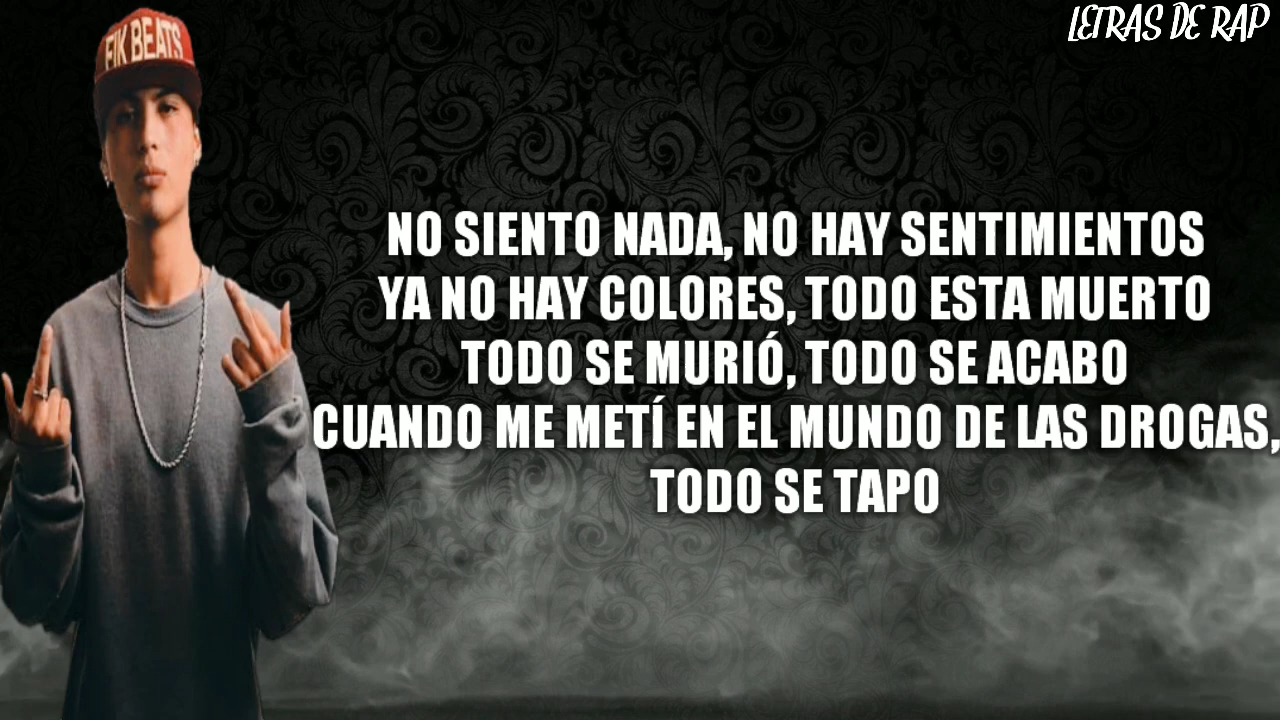 LETRAS DE RAP
FIK BEATS
NO SIENTO NADA, NO HAY SENTIMIENTOS
YA NO HAY COLORES, TODO ESTA MUERTO
TODO SE MURIÓ, TODO SE ACABO
CUANDO ME METÍ EN EL MUNDO DE LAS DROGAS,
TODO SE TAPO